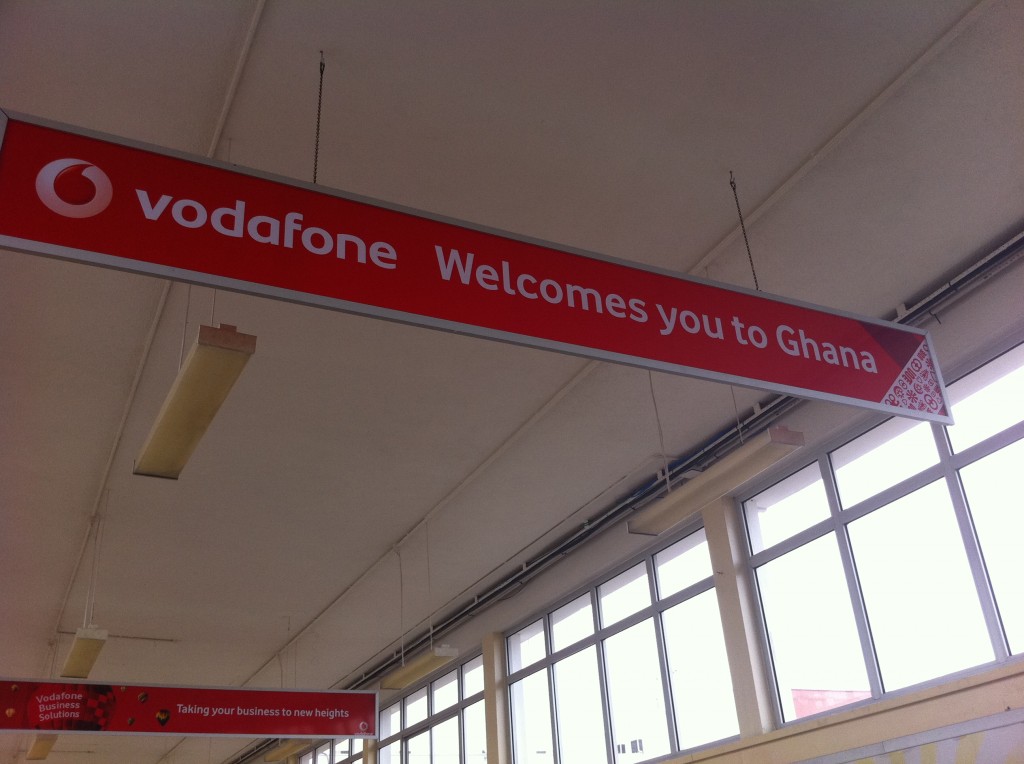 vodafone Welcomes you to Ghana
Vodafone
Business
Solutions
Taking your business to new heights